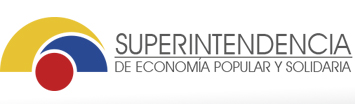 SUPERINTENDENCIA
DE ECONOMÍA POPULAR Y SOLIDARIA